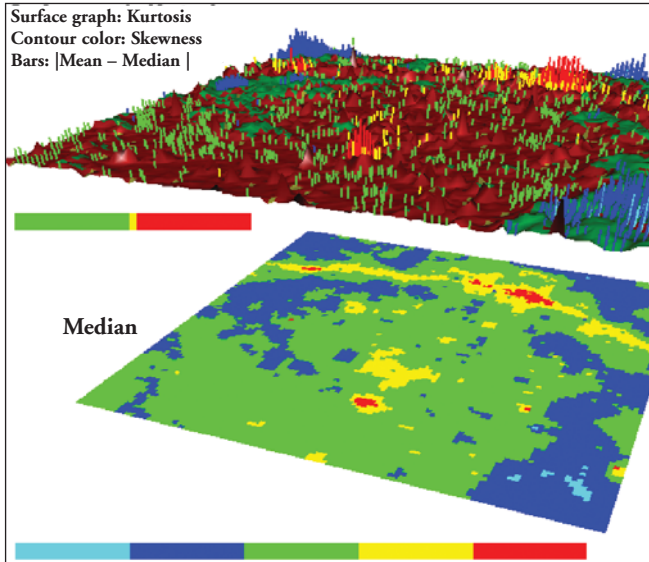 Surface graph: Kurtosis
Contour color: Skewness
Bars: |Mean – Median |
Median